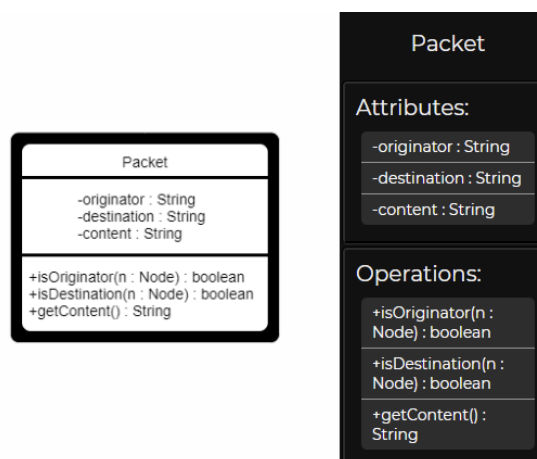 Packet
-originator : String
-destination : String
-content : String
+isOriginator(n : Node) : boolean
+isDestination(n : Node) : boolean
+getContent() : String
Packet
Attributes:
-originator : String
-destination : String
-content : String
Operations:
+isOriginator(n :
Node) : boolean
+isDestination(n :
Node) : boolean
+getContent() :
String